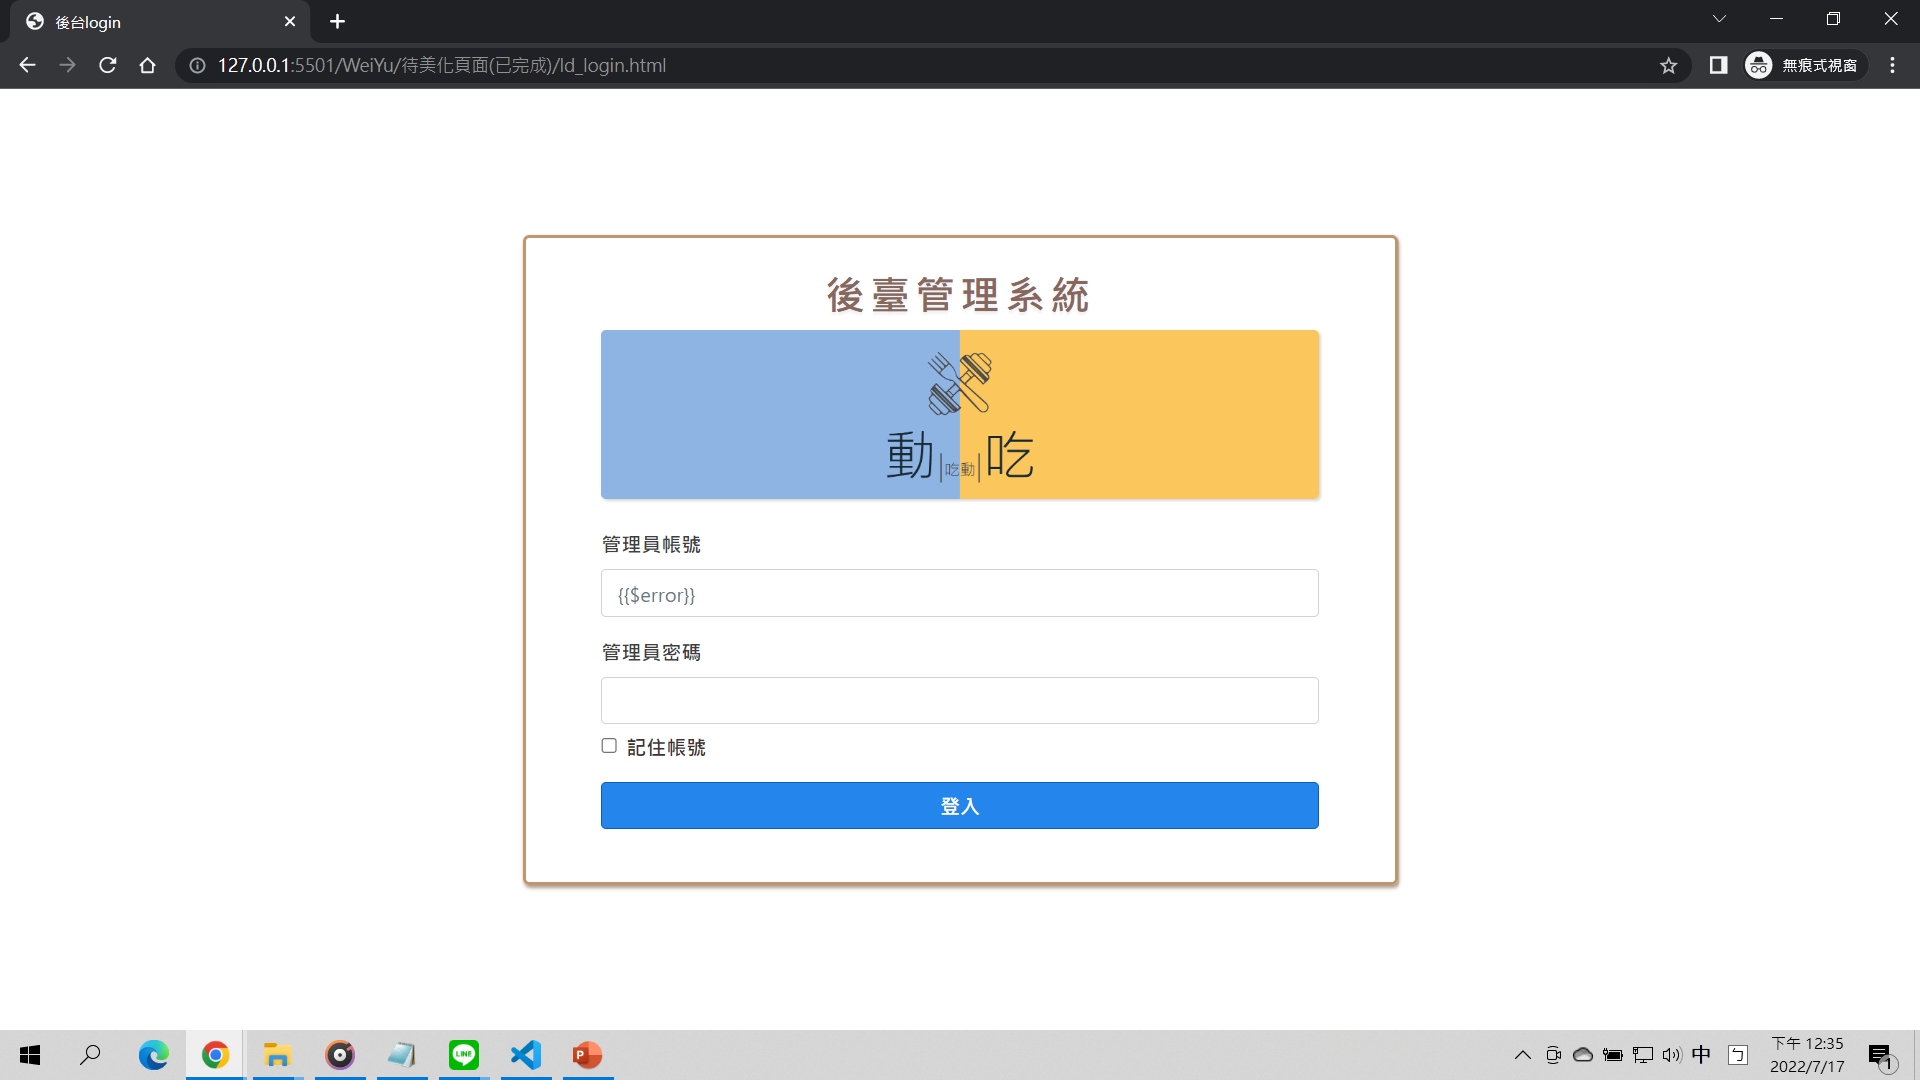 後台login
127.0.0.1:5501/WeiYu/待美化頁面(已完成)/ld_login.html
無痕式視窗
後臺管理系統
動|吃動|吃
管理員帳號
{{$error}}
管理員密碼
記住帳號
登入
LINE
P
中
ㄅ
下午 12:35
2022/7/17
1